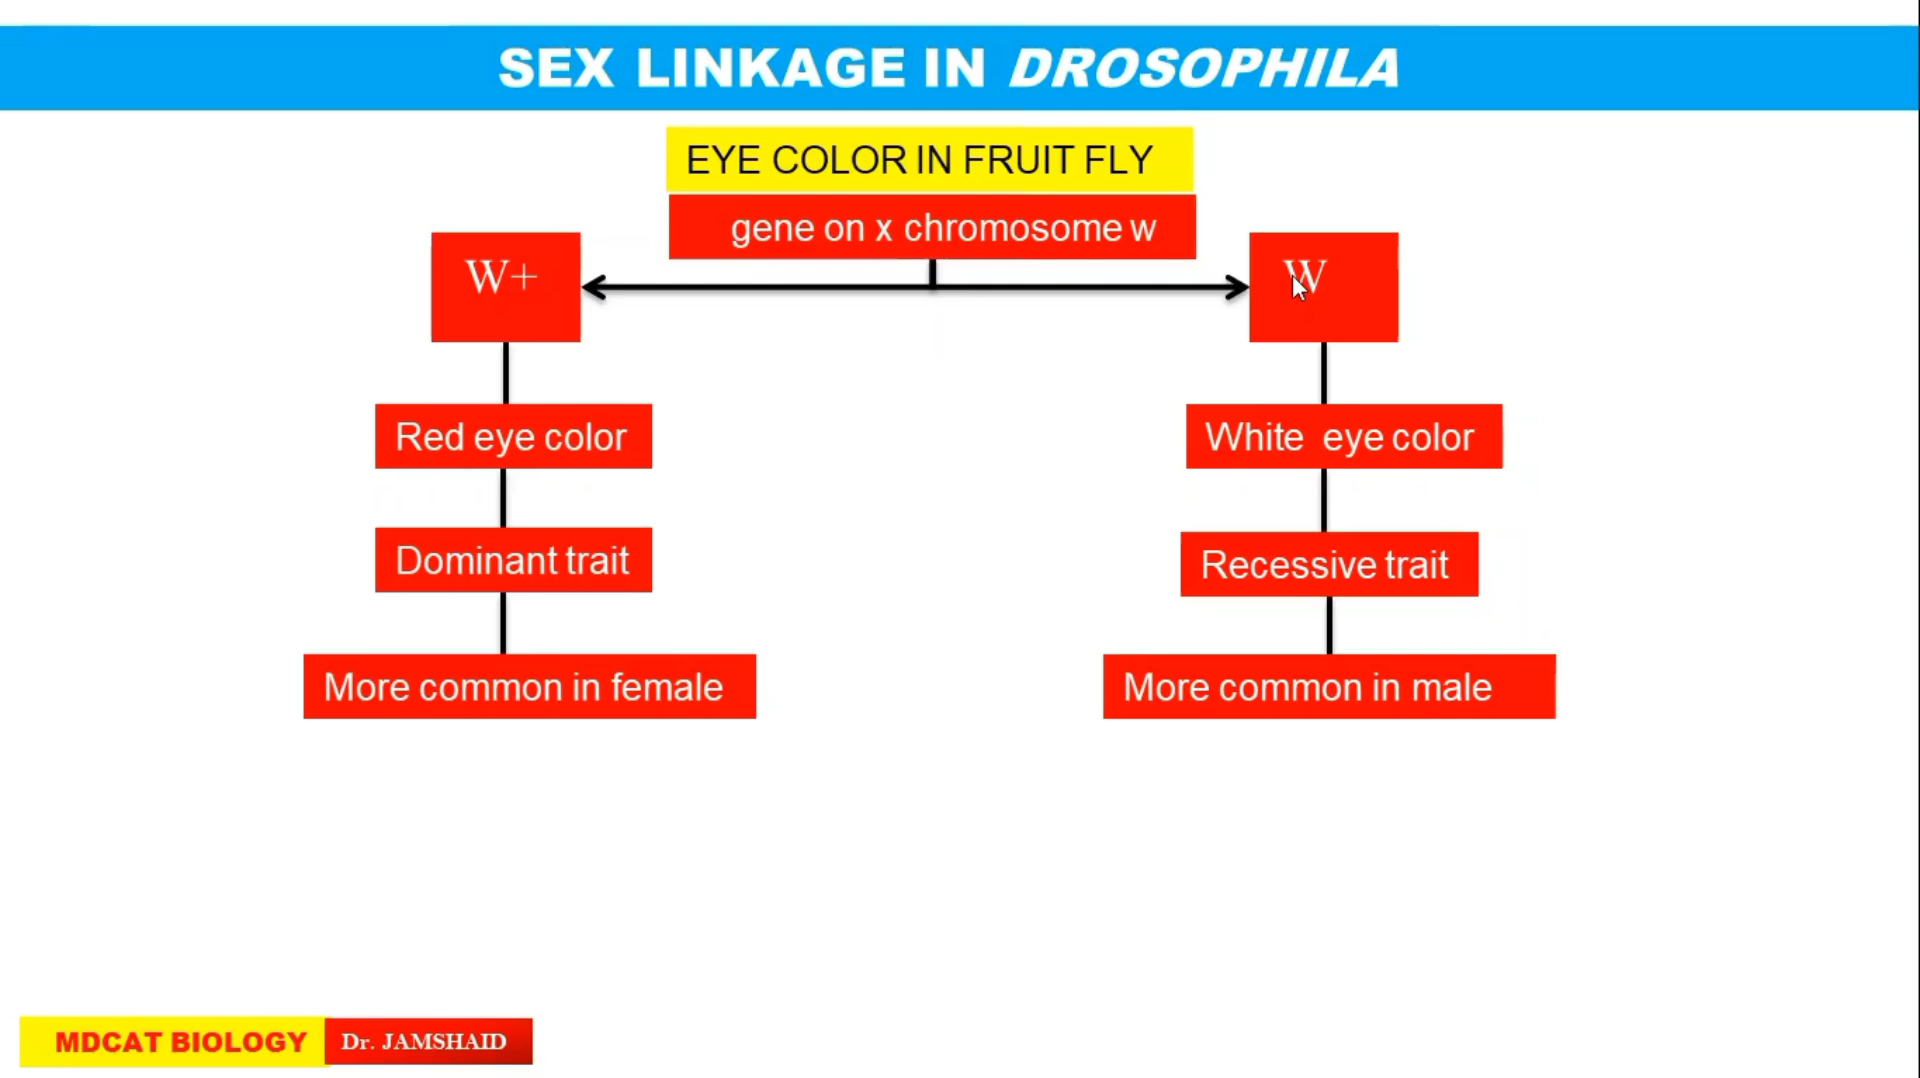 SEX LINKAGE IN DROSOPHILA
EYE COLOR IN FRUIT FLY
gene on x chromosome w
W+
W
Red eye color
White eye color
Dominant trait
Recessive trait
More common in female
More common in male
MDCAT BIOLOGY
Dr. JAMSHAID